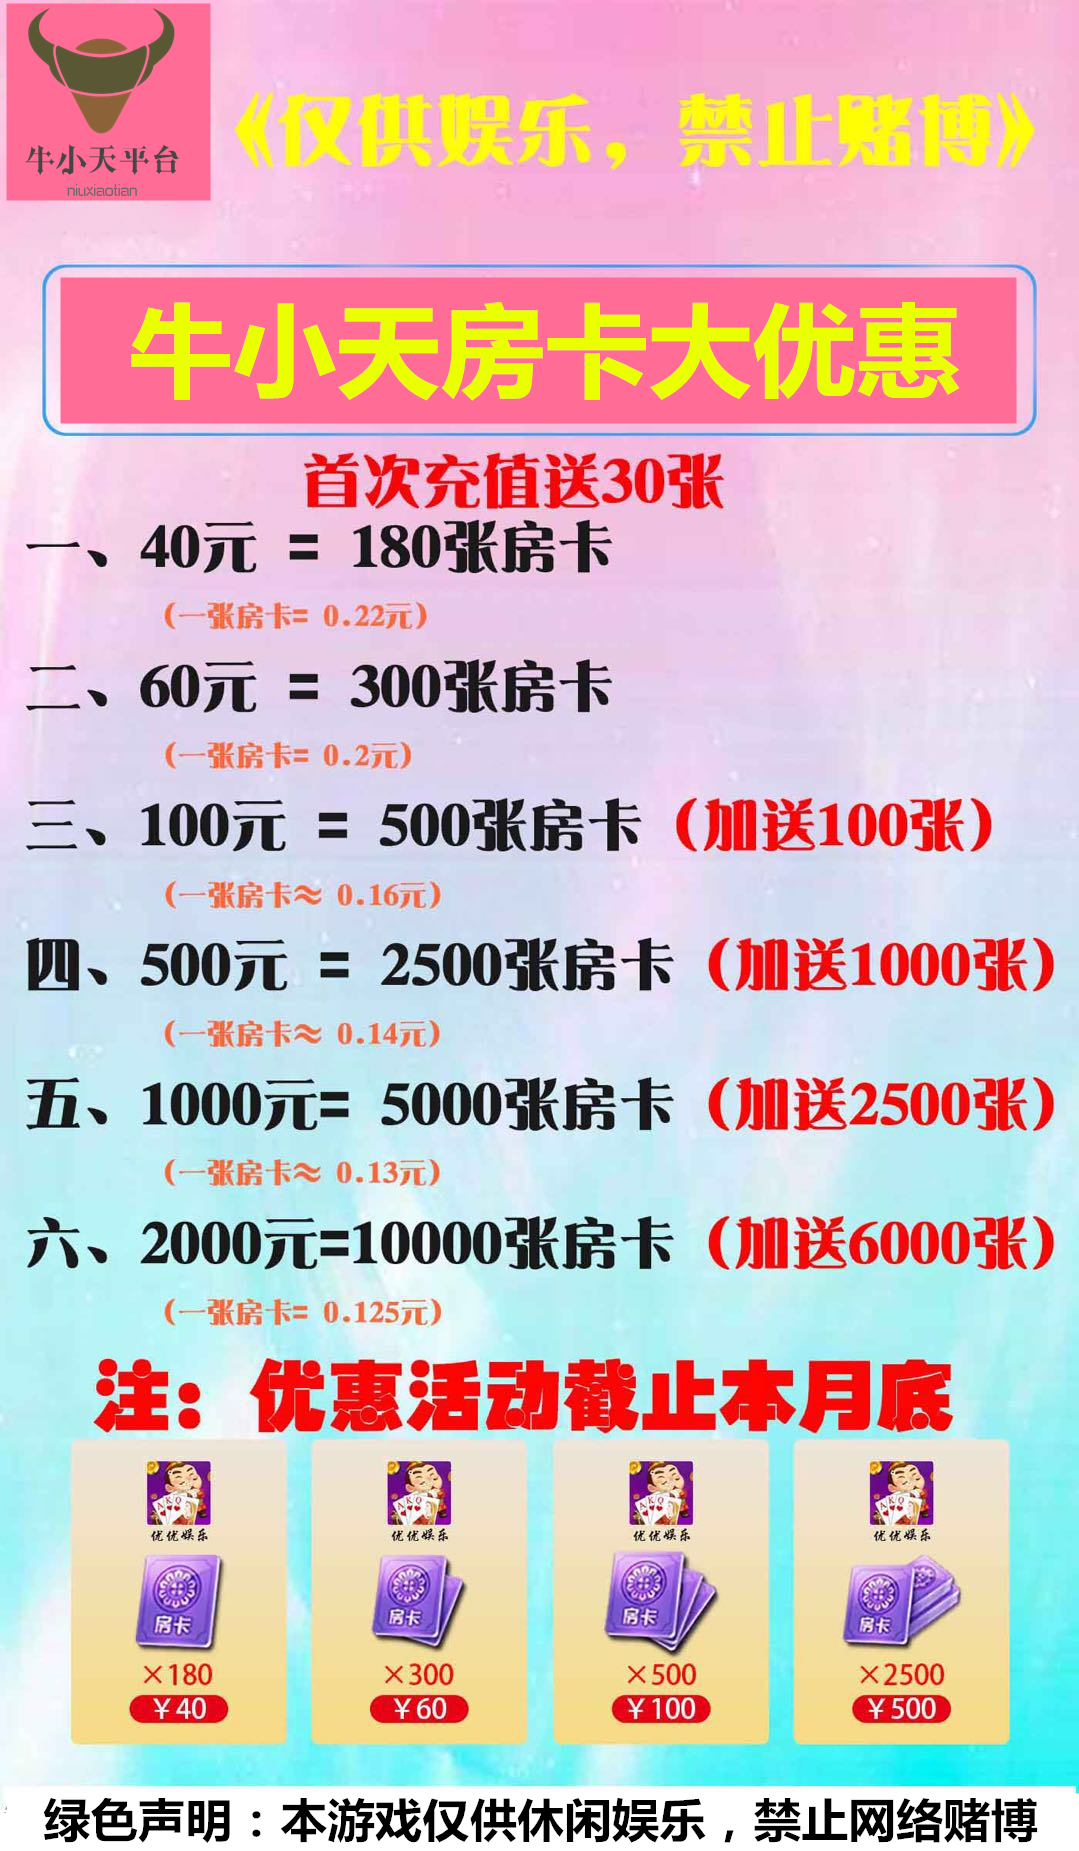 牛小天平台
niuxiaotian
《仅供娱乐，禁止赌博》
牛小天房卡大优惠
首次充值送30张
一、40元 = 180张房卡
（一张房卡= 0.22元）
二、60元 = 300张房卡
（一张房卡= 0.2元）
三、100元 = 500张房卡（加送100张）
（一张房卡≈ 0.16元）
四、500元 = 2500张房卡（加送1000张）
（一张房卡≈ 0.14元）
五、1000元= 5000张房卡（加送2500张）
（一张房卡≈ 0.13元）
六、2000元=10000张房卡（加送6000张）
（一张房卡= 0.125元）
注：优惠活动截止本月底
AKQ AKQ AKQ AKQ
优优娱乐 优优娱乐 优优娱乐 优优娱乐
房卡 房卡 房卡 房卡
×180 ×300 ×500 ×2500
￥40 ￥60 ￥100 ￥500
绿色声明：本游戏仅供休闲娱乐，禁止网络赌博